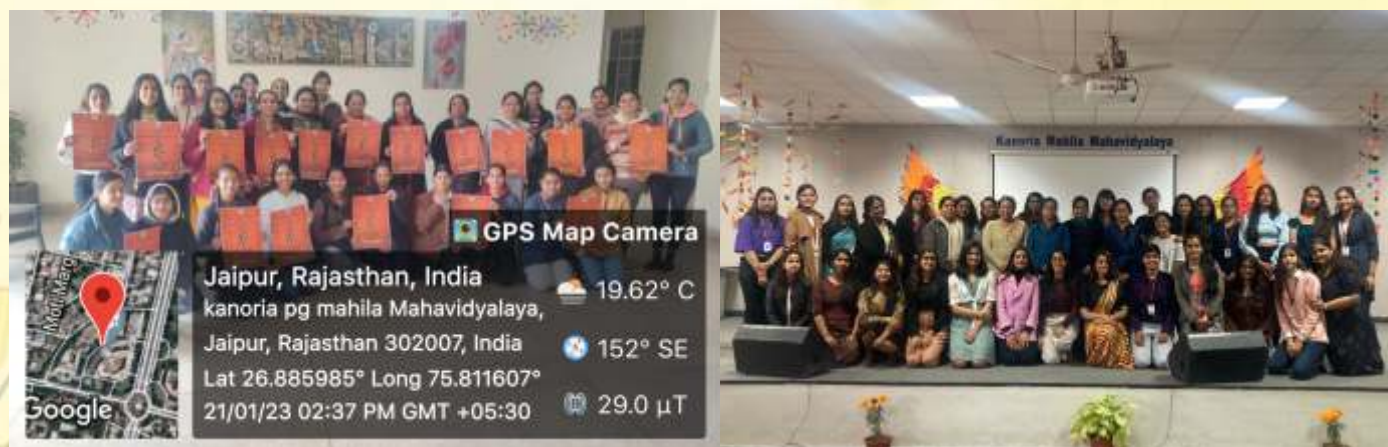 GPS Map Camera
Jaipur, Rajasthan, India
kanoria pg mahila Mahavidyalaya,
Jaipur, Rajasthan 302007, India
Lat 26.885985° Long 75.811607°
21/01/23 02:37 PM GMT +05:30
19.62° C
152° SE
29.0 µT
Moti Marg
Google
Kanoria Mahila Mahavidyalaya